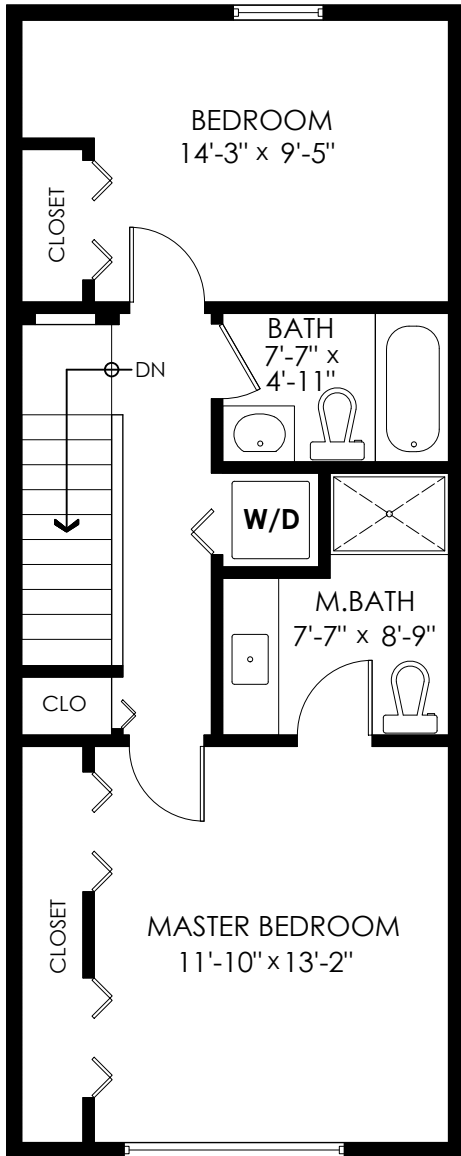 BEDROOM
14'-3" x 9'-5"
CLOSET
BATH
7'-7" x
4'-11"
DN
W/D
M.BATH
7'-7" x 8'-9"
CLO
CLOSET
MASTER BEDROOM
11'-10" x 13'-2"